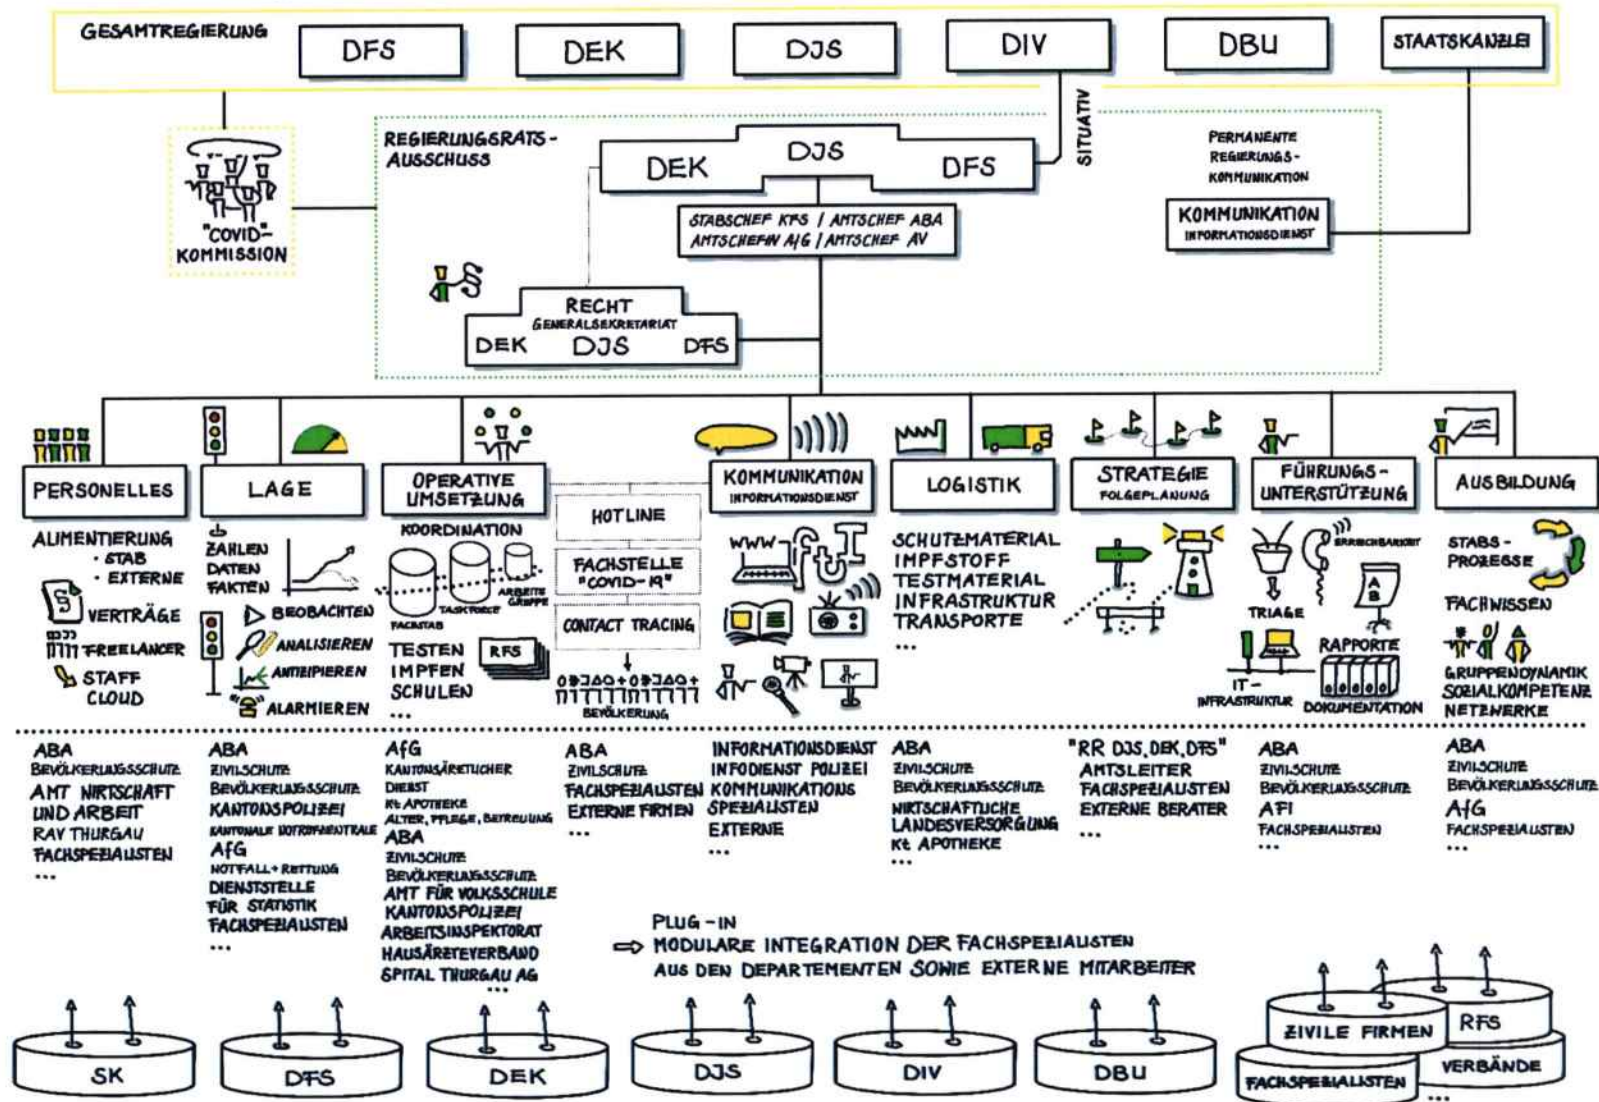 GESAMTREGIERUNG
DFS
DEK
DJS
DIV
DBU
STAATSKANZLEI
SITUATIV
"COVID"-
KOMMISSION
REGIERUNGSRATS-
AUSSCHUSS
DEK
DJS
DFS
STABSCHEF KFS / AMTSCHEF ABA
AMTSCHEFIN AfG / AMTSCHEF AV
PERMANENTE
REGIERUNGS-
KOMMUNIKATION
KOMMUNIKATION
INFORMATIONSDIENST
RECHT
GENERALSEKRETARIAT
DEK DJS DFS
PERSONELLES
ALIMENTIERUNG
· STAB
· EXTERNE
VERTRÄGE
FREELANCER
STAFF
CLOUD
LAGE
ZAHLEN
DATEN
FAKTEN
BEOBACHTEN
ANALISIEREN
ANTIZIPIEREN
ALARMIEREN
OPERATIVE
UMSETZUNG
KOORDINATION
FACHSTAB
TASKFORCE
ARBEITS
GRUPPE
TESTEN
IMPFEN
SCHULEN
...
RFS
HOTLINE
FACHSTELLE
"COVID-19"
CONTACT TRACING
BEVÖLKERUNG
KOMMUNIKATION
INFORMATIONSDIENST
WWW
LOGISTIK
SCHUTZMATERIAL
IMPFSTOFF
TESTMATERIAL
INFRASTRUKTUR
TRANSPORTE
...
STRATEGIE
FOLGEPLANUNG
FÜHRUNGS-
UNTERSTÜTZUNG
ERREICHBARKEIT
TRIAGE
A
B
RAPPORTE
IT-
INFRASTRUKTUR
DOKUMENTATION
AUSBILDUNG
STABS-
PROZESSE
FACHWISSEN
GRUPPENDYNAMIK
SOZIALKOMPETENZ
NETZWERKE
ABA
BEVÖLKERUNGSSCHUTZ
AMT WIRTSCHAFT
UND ARBEIT
RAV THURGAU
FACHSPEZIALISTEN
...
ABA
ZIVILSCHUTZ
BEVÖLKERUNGSSCHUTZ
KANTONSPOLIZEI
KANTONALE NOTRUFZENTRALE
AfG
NOTFALL + RETTUNG
DIENSTSTELLE
FÜR STATISTIK
FACHSPEZIALISTEN
...
AfG
KANTONSÄRZTLICHER
DIENST
Kt APOTHEKE
ALTER, PFLEGE, BETREUUNG
ABA
ZIVILSCHUTZ
BEVÖLKERUNGSSCHUTZ
AMT FÜR VOLKSSCHULE
KANTONSPOLIZEI
ARBEITSINSPEKTORAT
HAUSÄRZTEVERBAND
SPITAL THURGAU AG
...
ABA
ZIVILSCHUTZ
FACHSPEZIALISTEN
EXTERNE FIRMEN
...
INFORMATIONSDIENST
INFODIENST POLIZEI
KOMMUNIKATIONS
SPEZIALISTEN
EXTERNE
...
ABA
ZIVILSCHUTZ
BEVÖLKERUNGSSCHUTZ
WIRTSCHAFTLICHE
LANDESVERSORGUNG
Kt APOTHEKE
...
"RR DJS, DEK, DFS"
AMTSLEITER
FACHSPEZIALISTEN
EXTERNE BERATER
...
ABA
ZIVILSCHUTZ
BEVÖLKERUNGSSCHUTZ
AFI
FACHSPEZIALISTEN
...
ABA
ZIVILSCHUTZ
BEVÖLKERUNGSSCHUTZ
AfG
FACHSPEZIALISTEN
...
PLUG-IN
⇨ MODULARE INTEGRATION DER FACHSPEZIALISTEN
AUS DEN DEPARTEMENTEN SOWIE EXTERNE MITARBEITER
SK
DFS
DEK
DJS
DIV
DBU
ZIVILE FIRMEN
RFS
FACHSPEZIALISTEN
VERBÄNDE
...